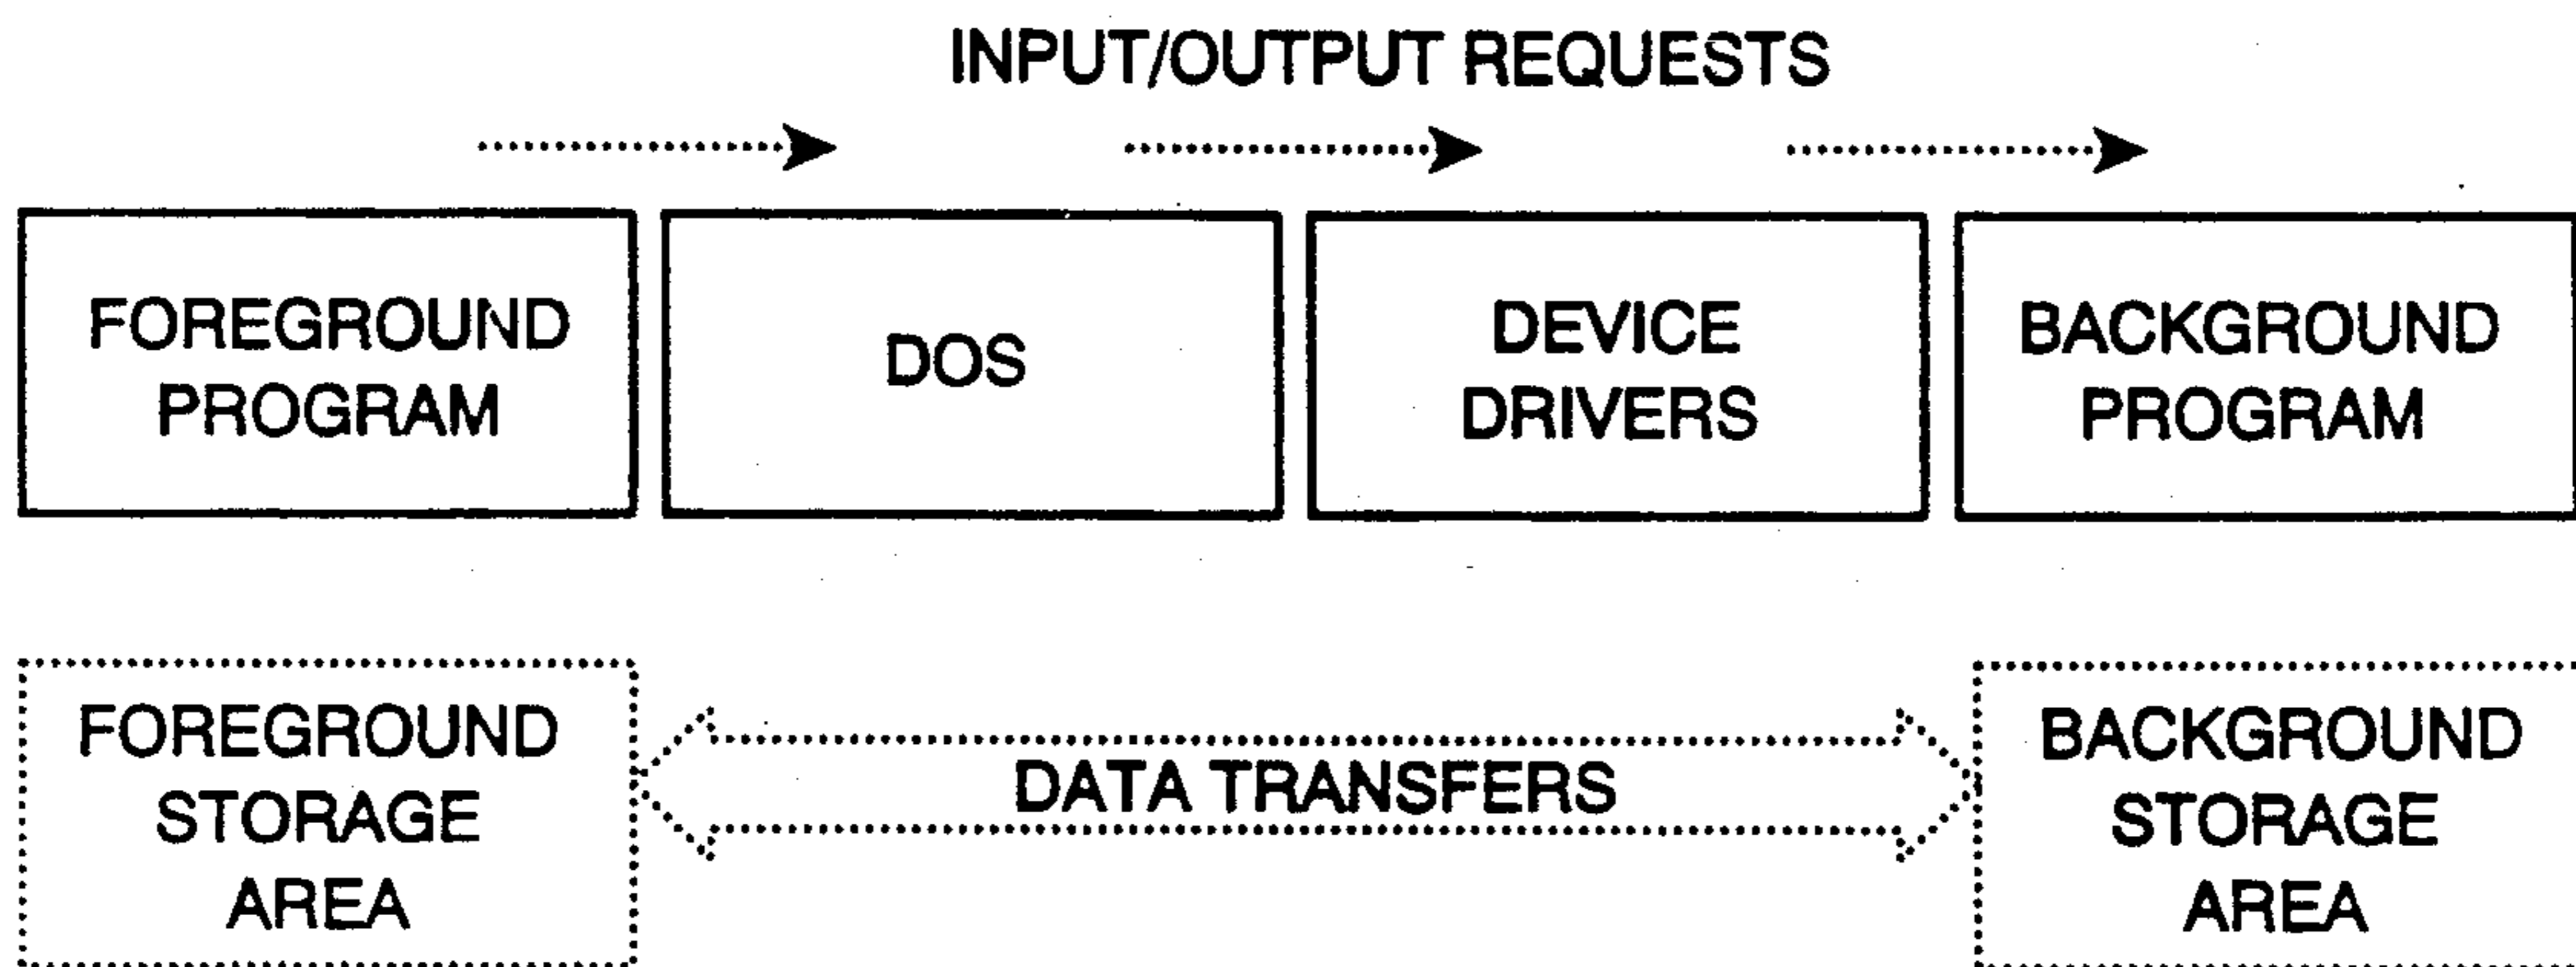 INPUT/OUTPUT REQUESTS
FOREGROUND
PROGRAM
DOS
DEVICE
DRIVERS
BACKGROUND
PROGRAM
FOREGROUND
STORAGE
AREA
DATA TRANSFERS
BACKGROUND
STORAGE
AREA